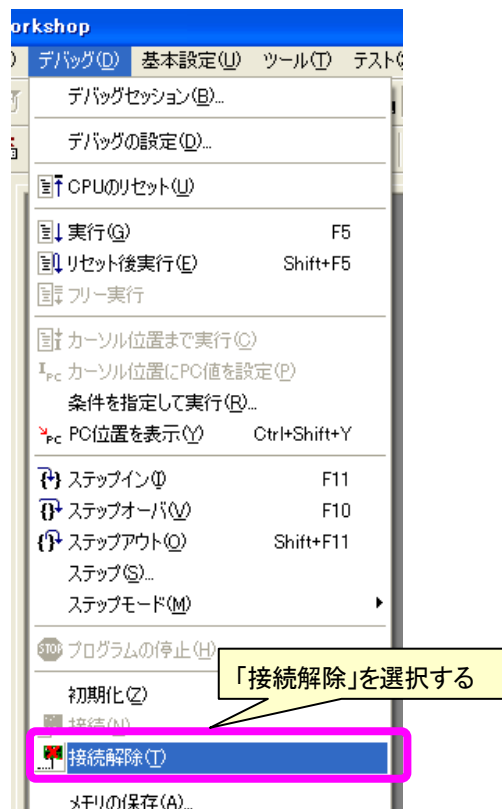 orkshop
デバッグ(D) 基本設定(U) ツール(T) テスト(
デバッグセッション(B)...
デバッグの設定(D)...
CPUのリセット(U)
実行(G) F5
リセット後実行(E) Shift+F5
フリー実行
カーソル位置まで実行(C)
カーソル位置にPC値を設定(P)
条件を指定して実行(R)...
PC位置を表示(Y) Ctrl+Shift+Y
ステップイン(I) F11
ステップオーバ(V) F10
ステップアウト(O) Shift+F11
ステップ(S)...
ステップモード(M)
STOP プログラムの停止(H)
「接続解除」を選択する
初期化(Z)
接続(N)
接続解除(T)
メモリの保存(A)...